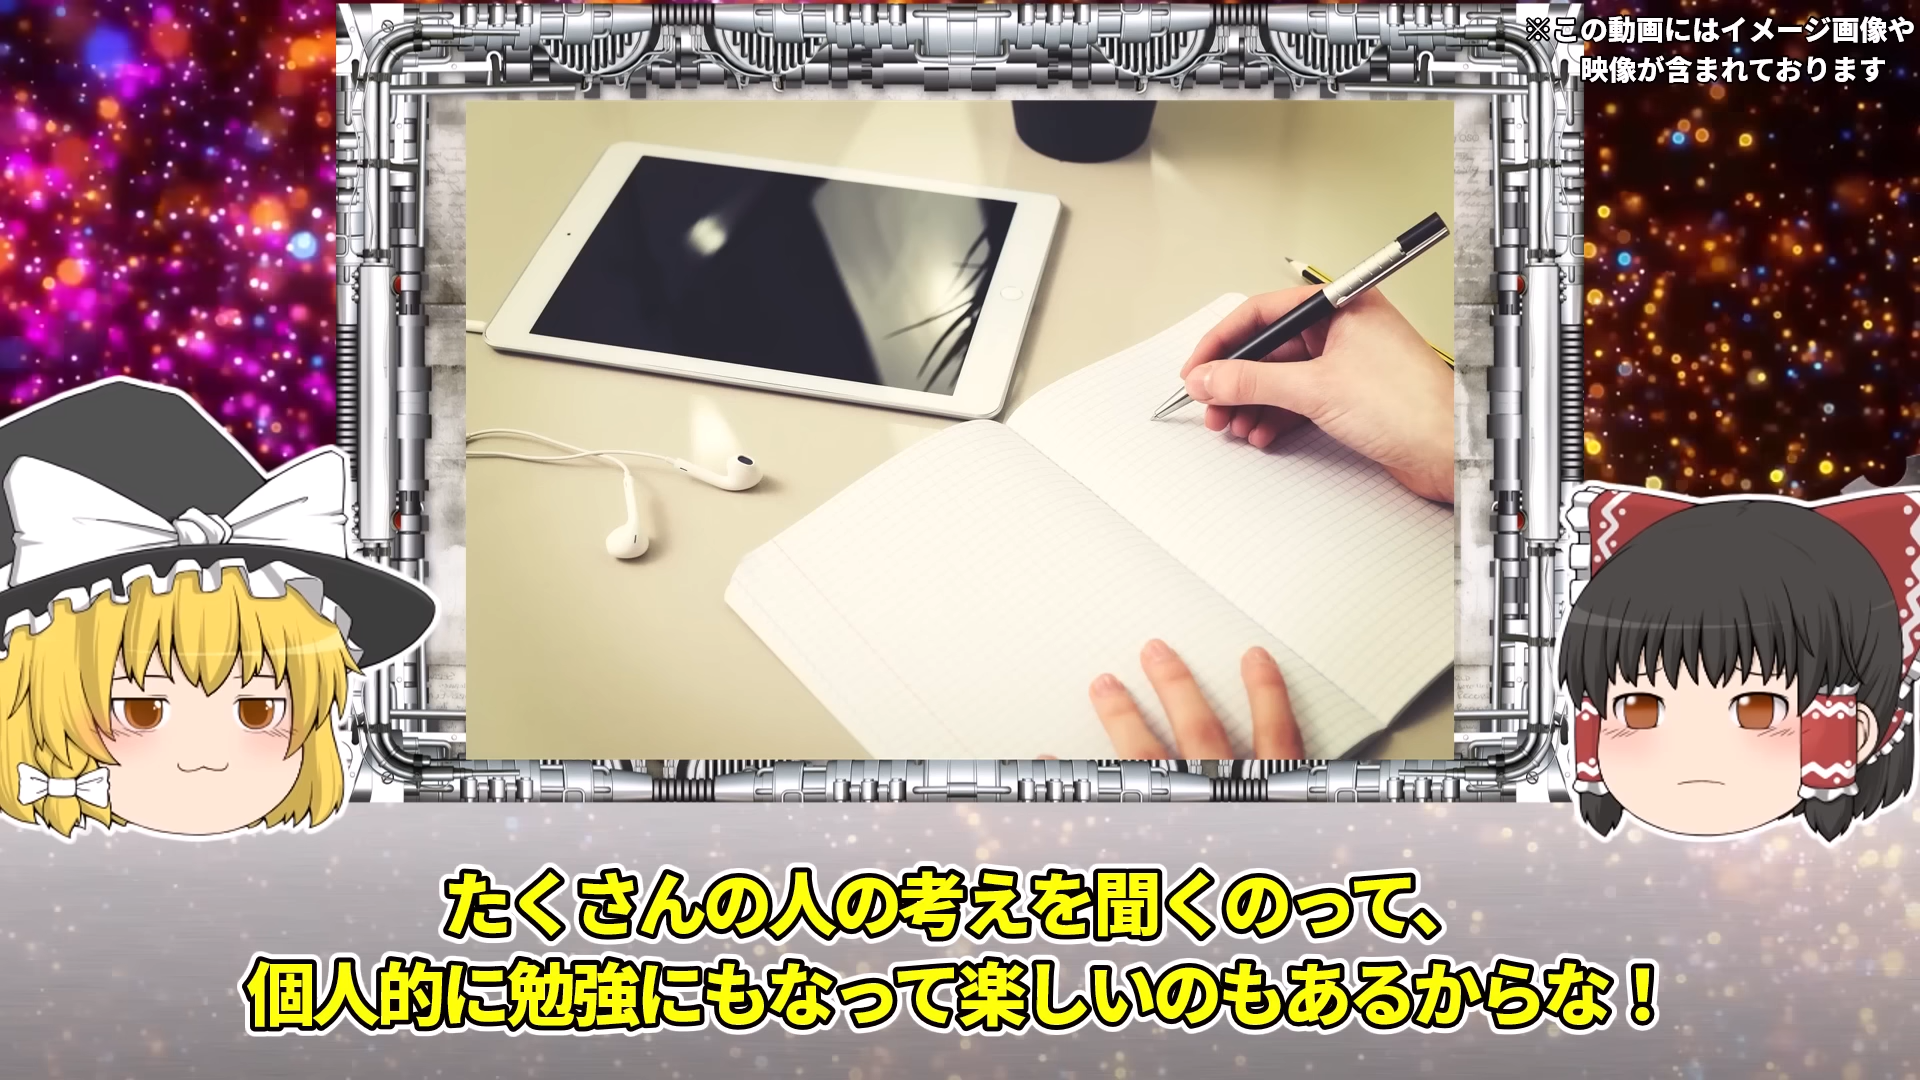 ※この動画にはイメージ画像や
映像が含まれております
たくさんの人の考えを聞くのって、
個人的に勉強にもなって楽しいのもあるからな！